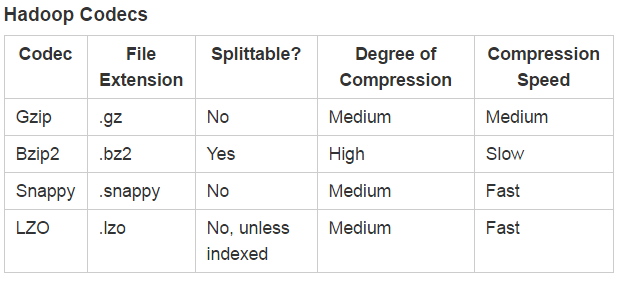 Hadoop Codecs
Codec File Extension Splittable? Degree of Compression Compression Speed
Gzip .gz No Medium Medium
Bzip2 .bz2 Yes High Slow
Snappy .snappy No Medium Fast
LZO .lzo No, unless indexed Medium Fast